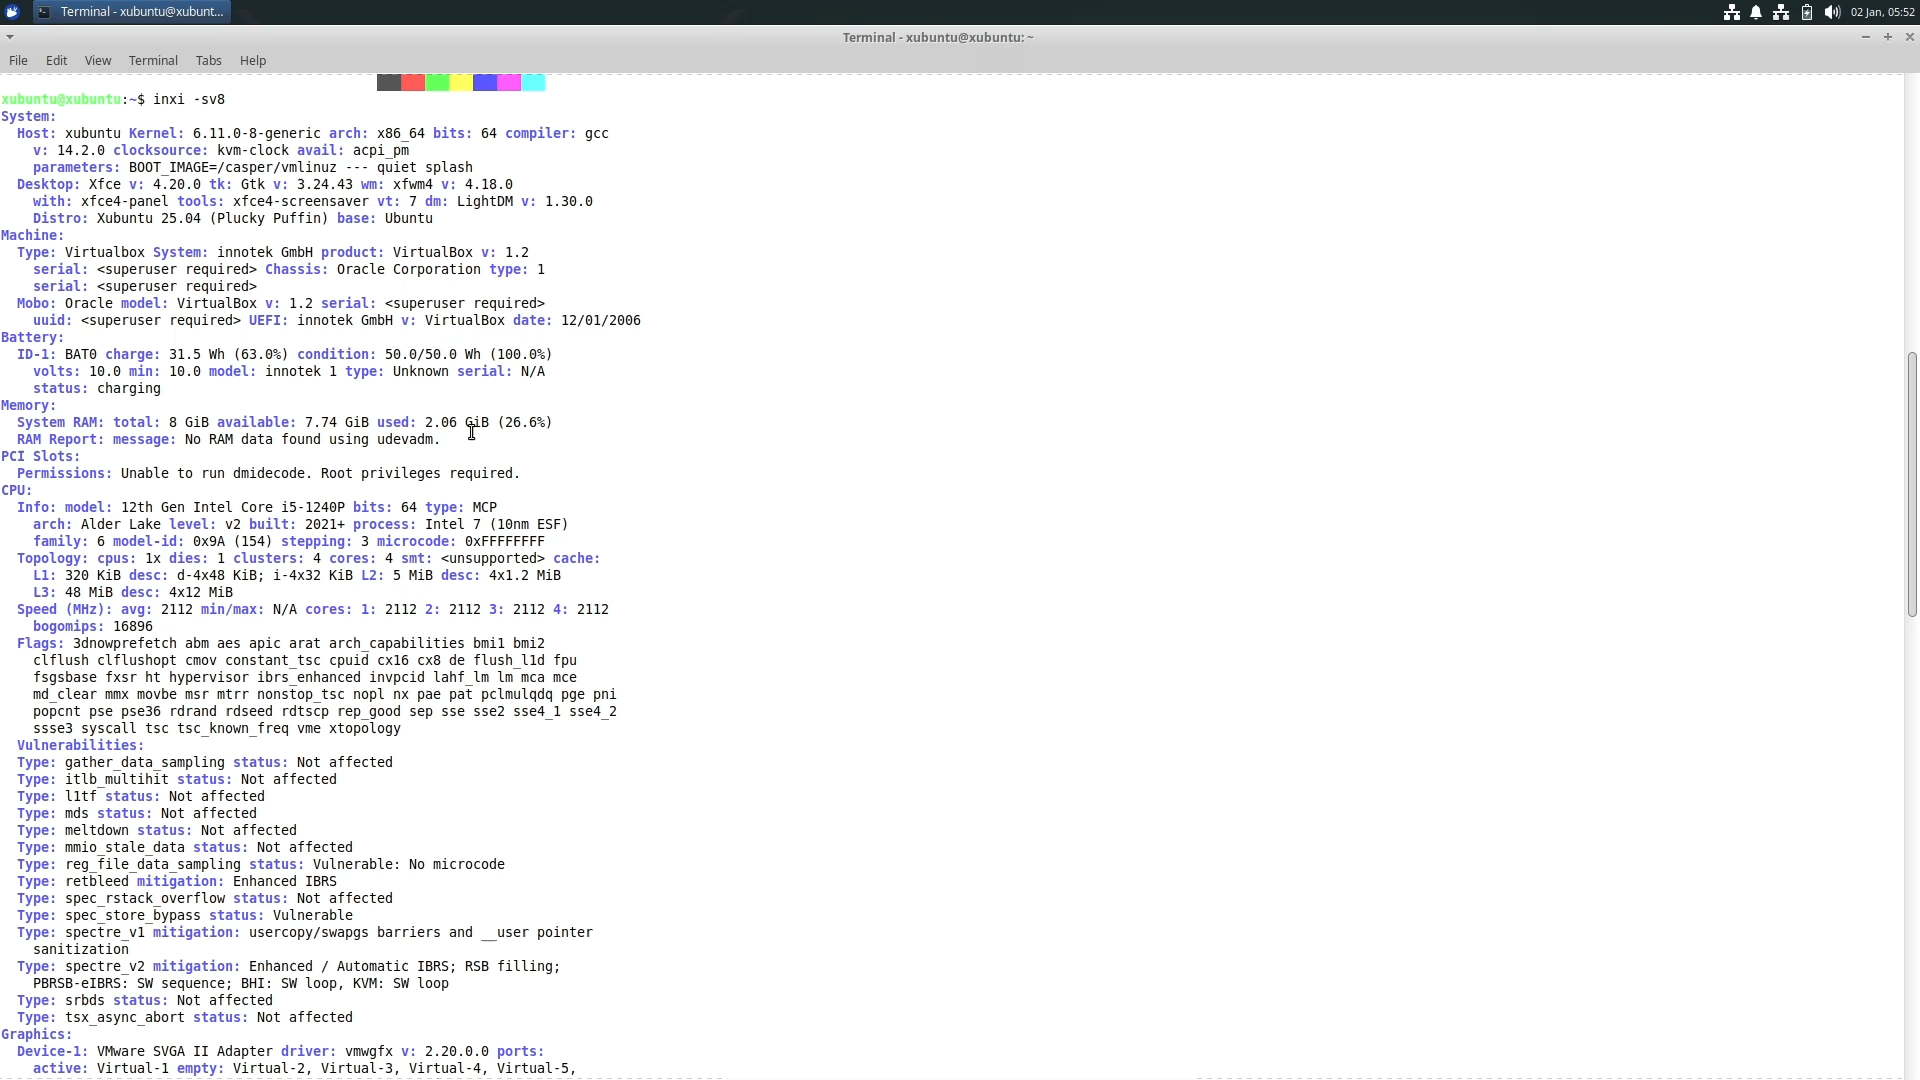 Terminal - xubuntu@xubunt...
02 Jan, 05:52
Terminal - xubuntu@xubuntu: ~
File Edit View Terminal Tabs Help
xubuntu@xubuntu:~$ inxi -sv8
System:
Host: xubuntu Kernel: 6.11.0-8-generic arch: x86_64 bits: 64 compiler: gcc
v: 14.2.0 clocksource: kvm-clock avail: acpi_pm
parameters: BOOT_IMAGE=/casper/vmlinuz --- quiet splash
Desktop: Xfce v: 4.20.0 tk: Gtk v: 3.24.43 wm: xfwm4 v: 4.18.0
with: xfce4-panel tools: xfce4-screensaver vt: 7 dm: LightDM v: 1.30.0
Distro: Xubuntu 25.04 (Plucky Puffin) base: Ubuntu
Machine:
Type: Virtualbox System: innotek GmbH product: VirtualBox v: 1.2
serial: <superuser required> Chassis: Oracle Corporation type: 1
serial: <superuser required>
Mobo: Oracle model: VirtualBox v: 1.2 serial: <superuser required>
uuid: <superuser required> UEFI: innotek GmbH v: VirtualBox date: 12/01/2006
Battery:
ID-1: BAT0 charge: 31.5 Wh (63.0%) condition: 50.0/50.0 Wh (100.0%)
volts: 10.0 min: 10.0 model: innotek 1 type: Unknown serial: N/A
status: charging
Memory:
System RAM: total: 8 GiB available: 7.74 GiB used: 2.06 GiB (26.6%)
RAM Report: message: No RAM data found using udevadm.
PCI Slots:
Permissions: Unable to run dmidecode. Root privileges required.
CPU:
Info: model: 12th Gen Intel Core i5-1240P bits: 64 type: MCP
arch: Alder Lake level: v2 built: 2021+ process: Intel 7 (10nm ESF)
family: 6 model-id: 0x9A (154) stepping: 3 microcode: 0xFFFFFFFF
Topology: cpus: 1x dies: 1 clusters: 4 cores: 4 smt: <unsupported> cache:
L1: 320 KiB desc: d-4x48 KiB; i-4x32 KiB L2: 5 MiB desc: 4x1.2 MiB
L3: 48 MiB desc: 4x12 MiB
Speed (MHz): avg: 2112 min/max: N/A cores: 1: 2112 2: 2112 3: 2112 4: 2112
bogomips: 16896
Flags: 3dnowprefetch abm aes apic arat arch_capabilities bmi1 bmi2
clflush clflushopt cmov constant_tsc cpuid cx16 cx8 de flush_l1d fpu
fsgsbase fxsr ht hypervisor ibrs_enhanced invpcid lahf_lm lm mca mce
md_clear mmx movbe msr mtrr nonstop_tsc nopl nx pae pat pclmulqdq pge pni
popcnt pse pse36 rdrand rdseed rdtscp rep_good sep sse sse2 sse4_1 sse4_2
ssse3 syscall tsc tsc_known_freq vme xtopology
Vulnerabilities:
Type: gather_data_sampling status: Not affected
Type: itlb_multihit status: Not affected
Type: l1tf status: Not affected
Type: mds status: Not affected
Type: meltdown status: Not affected
Type: mmio_stale_data status: Not affected
Type: reg_file_data_sampling status: Vulnerable: No microcode
Type: retbleed mitigation: Enhanced IBRS
Type: spec_rstack_overflow status: Not affected
Type: spec_store_bypass status: Vulnerable
Type: spectre_v1 mitigation: usercopy/swapgs barriers and __user pointer
sanitization
Type: spectre_v2 mitigation: Enhanced / Automatic IBRS; RSB filling;
PBRSB-eIBRS: SW sequence; BHI: SW loop, KVM: SW loop
Type: srbds status: Not affected
Type: tsx_async_abort status: Not affected
Graphics:
Device-1: VMware SVGA II Adapter driver: vmwgfx v: 2.20.0.0 ports:
active: Virtual-1 empty: Virtual-2, Virtual-3, Virtual-4, Virtual-5,